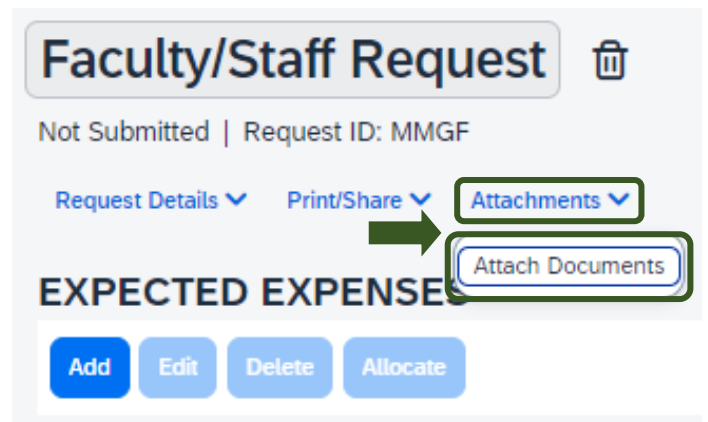 Faculty/Staff Request
Not Submitted | Request ID: MMGF
Request Details Print/Share Attachments
Attach Documents
EXPECTED EXPENSES
Add Edit Delete Allocate